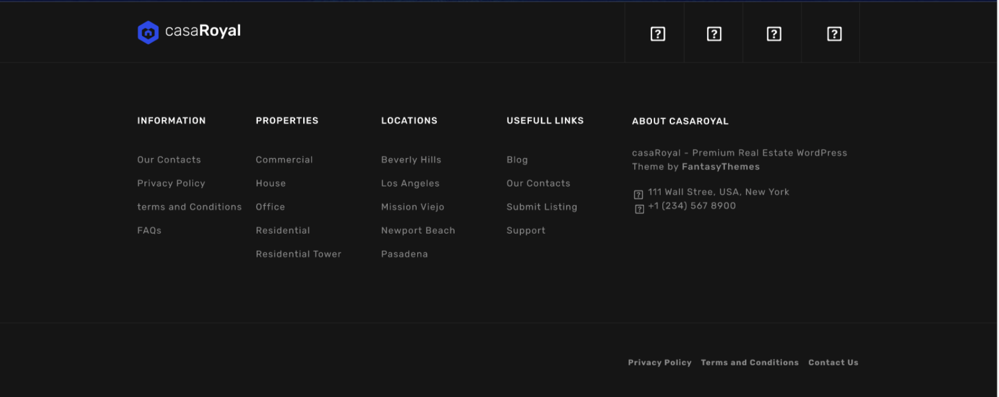 casaRoyal
INFORMATION
Our Contacts
Privacy Policy
terms and Conditions
FAQs
PROPERTIES
Commercial
House
Office
Residential
Residential Tower
LOCATIONS
Beverly Hills
Los Angeles
Mission Viejo
Newport Beach
Pasadena
USEFULL LINKS
Blog
Our Contacts
Submit Listing
Support
ABOUT CASAROYAL
casaRoyal - Premium Real Estate WordPress
Theme by FantasyThemes
111 Wall Stree, USA, New York
+1 (234) 567 8900
Privacy Policy Terms and Conditions Contact Us